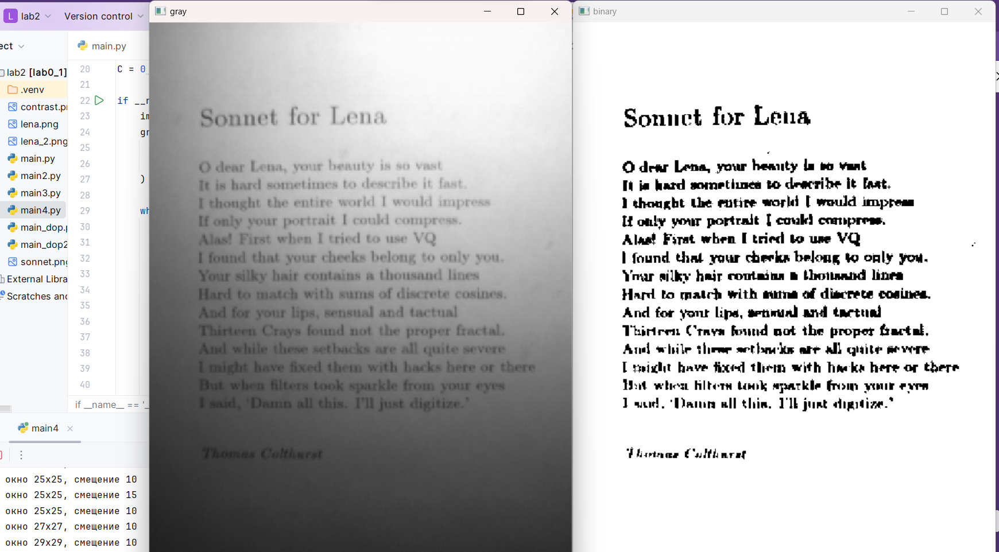 L lab2
Version control
ect
main.py
lab2 [lab0_1]
.venv
contrast.pr
lena.png
lena_2.png
main.py
main2.py
main3.py
main4.py
main_dop.p
main_dop2
sonnet.png
External Libra
Scratches and
20 C = 0
21
22 if __n
23 im
24 gr
25
26
27 )
28
29 wh
30
31
32
33
34
35
36
37
38
39
40
if __name__ == '_
main4
окно 25x25, смещение 10
окно 25x25, смещение 15
окно 25x25, смещение 10
окно 27x27, смещение 10
окно 29x29, смещение 10
gray
Sonnet for Lena
O dear Lena, your beauty is so vast
It is hard sometimes to describe it fast.
I thought the entire world I would impress
If only your portrait I could compress.
Alas! First when I tried to use VQ
I found that your cheeks belong to only you.
Your silky hair contains a thousand lines
Hard to match with sums of discrete cosines.
And for your lips, sensual and tactual
Thirteen Crays found not the proper fractal.
And while these setbacks are all quite severe
I might have fixed them with hacks here or there
But when filters took sparkle from your eyes
I said, ‘Damn all this. I'll just digitize.’
Thomas Colthurst
binary
Sonnet for Lena
O dear Lena, your beauty is so vast
It is hard sometimes to describe it fast.
I thought the entire world I would impress
If only your portrait I could compress.
Alas! First when I tried to use VQ
I found that your cheeks belong to only you.
Your silky hair contains a thousand lines
Hard to match with sums of discrete cosines.
And for your lips, sensual and tactual
Thirteen Crays found not the proper fractal.
And while these setbacks are all quite severe
I might have fixed them with hacks here or there
But when filters took sparkle from your eyes
I said, ‘Damn all this. I'll just digitize.’
Thomas Colthurst